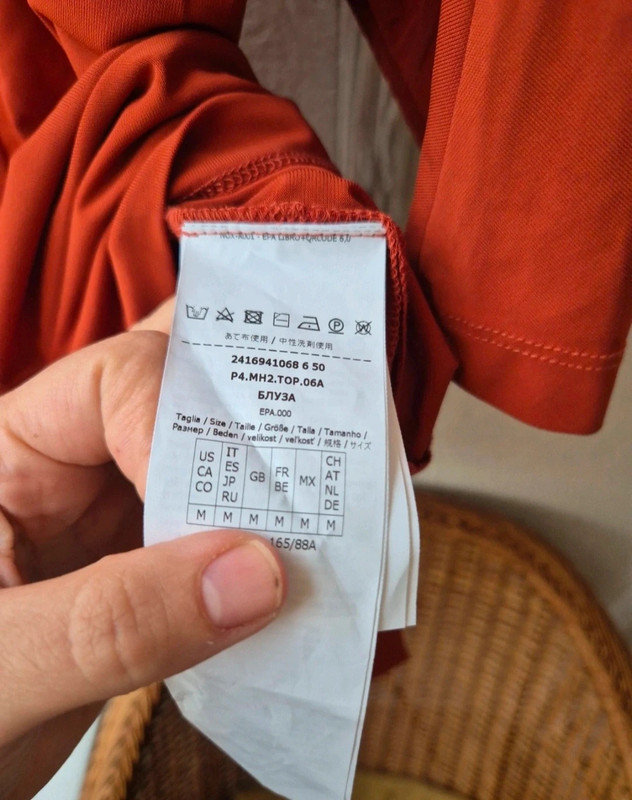 P
あて布使用 / 中性洗剤使用
2416941068 6 50
P4.MH2.TOP.06A
БЛУЗА
EPA.000
Taglia / Size / Taille / Größe / Talla / Tamanho /
Размер / Beden / velikost / veľkosť / 規格 / サイズ
US CA CO IT ES JP RU GB FR BE MX CH AT NL DE
M M M M M M
165/88A